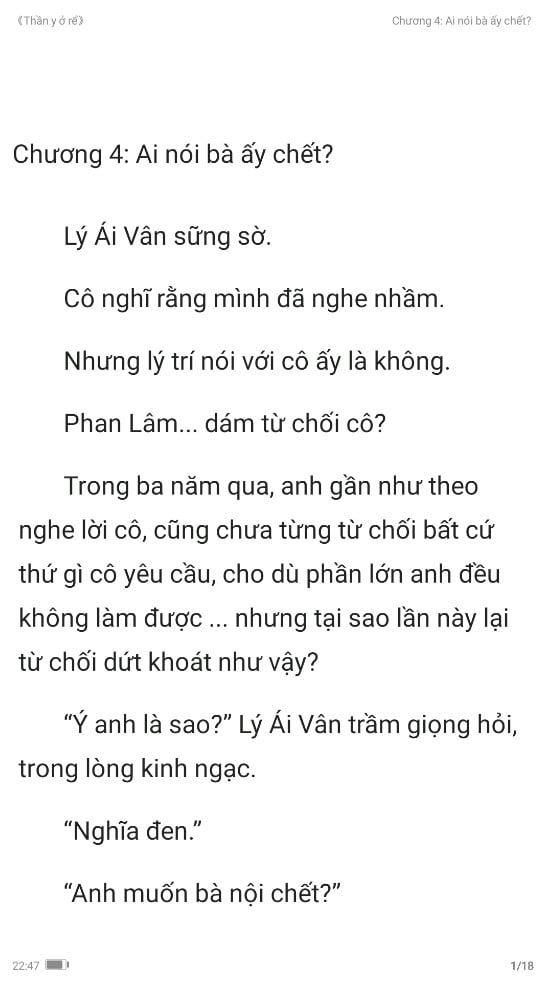 《Thần y ở rể》
Chương 4: Ai nói bà ấy chết?
Chương 4: Ai nói bà ấy chết?
Lý Ái Vân sững sờ.
Cô nghĩ rằng mình đã nghe nhầm.
Nhưng lý trí nói với cô ấy là không.
Phan Lâm... dám từ chối cô?
Trong ba năm qua, anh gần như theo
nghe lời cô, cũng chưa từng từ chối bất cứ
thứ gì cô yêu cầu, cho dù phần lớn anh đều
không làm được ... nhưng tại sao lần này lại
từ chối dứt khoát như vậy?
“Ý anh là sao?” Lý Ái Vân trầm giọng hỏi,
trong lòng kinh ngạc.
“Nghĩa đen.”
“Anh muốn bà nội chết?”
22:47
1/18